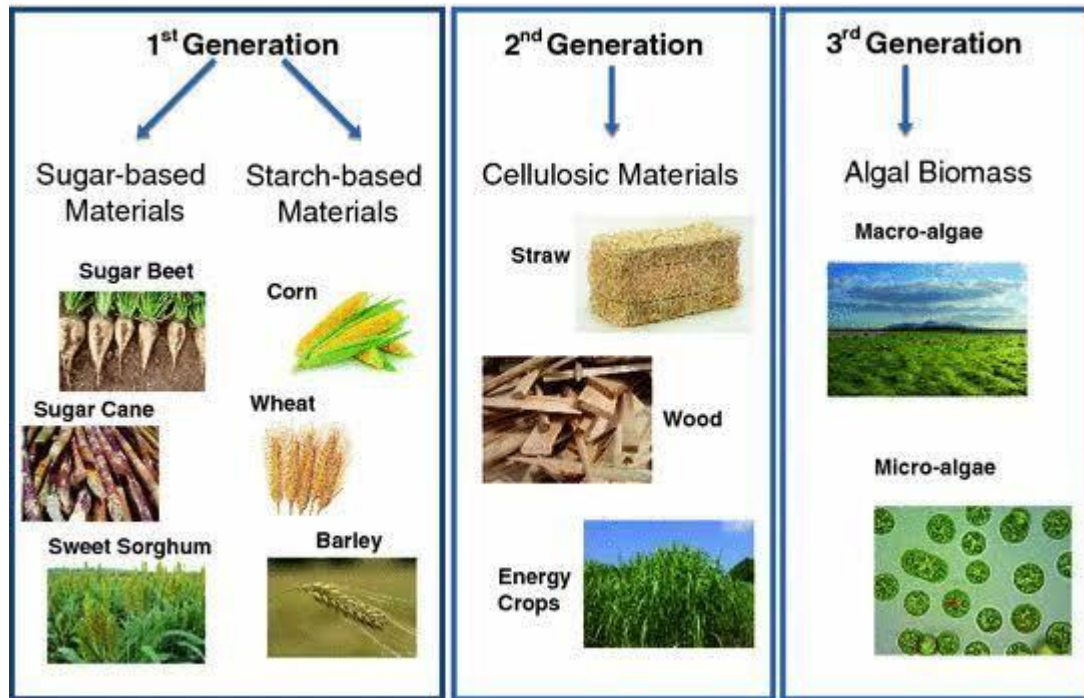 1st Generation
Sugar-based
Materials
Sugar Beet
Sugar Cane
Sweet Sorghum
Starch-based
Materials
Corn
Wheat
Barley
2nd Generation
Cellulosic Materials
Straw
Wood
Energy
Crops
3rd Generation
Algal Biomass
Macro-algae
Micro-algae